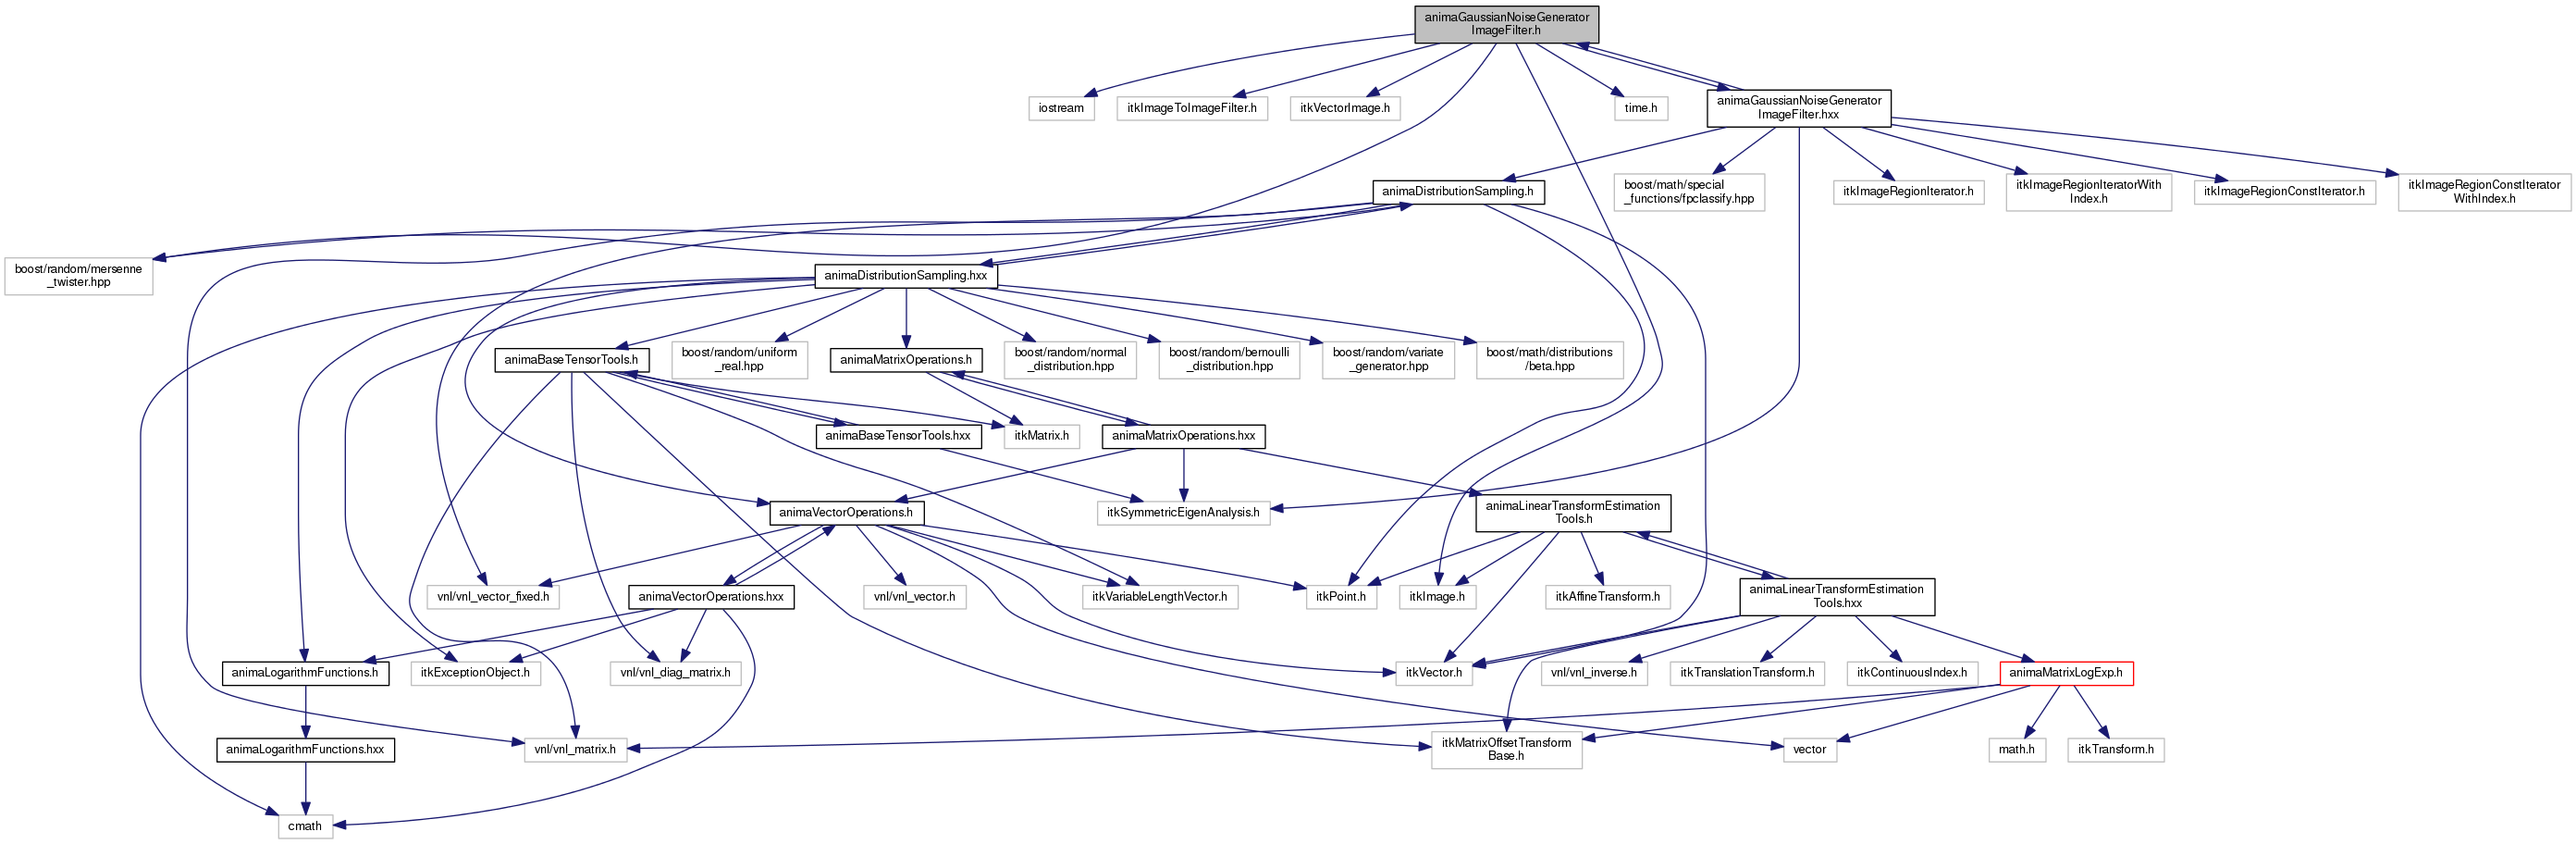 animaGaussianNoiseGenerator
ImageFilter.h
iostream
itkImageToImageFilter.h
itkVectorImage.h
time.h
animaGaussianNoiseGenerator
ImageFilter.hxx
animaDistributionSampling.h
boost/math/special
_functions/fpclassify.hpp
itkImageRegionIterator.h
itkImageRegionIteratorWith
Index.h
itkImageRegionConstIterator.h
itkImageRegionConstIterator
WithIndex.h
boost/random/mersenne
_twister.hpp
animaDistributionSampling.hxx
animaBaseTensorTools.h
boost/random/uniform
_real.hpp
animaMatrixOperations.h
boost/random/normal
_distribution.hpp
boost/random/bernoulli
_distribution.hpp
boost/random/variate
_generator.hpp
boost/math/distributions
/beta.hpp
animaBaseTensorTools.hxx
itkMatrix.h
animaMatrixOperations.hxx
animaVectorOperations.h
itkSymmetricEigenAnalysis.h
animaLinearTransformEstimation
Tools.h
vnl/vnl_vector_fixed.h
animaVectorOperations.hxx
vnl/vnl_vector.h
itkVariableLengthVector.h
itkPoint.h
itkImage.h
itkAffineTransform.h
animaLinearTransformEstimation
Tools.hxx
animaLogarithmFunctions.h
itkExceptionObject.h
vnl/vnl_diag_matrix.h
itkVector.h
vnl/vnl_inverse.h
itkTranslationTransform.h
itkContinuousIndex.h
animaMatrixLogExp.h
animaLogarithmFunctions.hxx
vnl/vnl_matrix.h
itkMatrixOffsetTransform
Base.h
vector
math.h
itkTransform.h
cmath